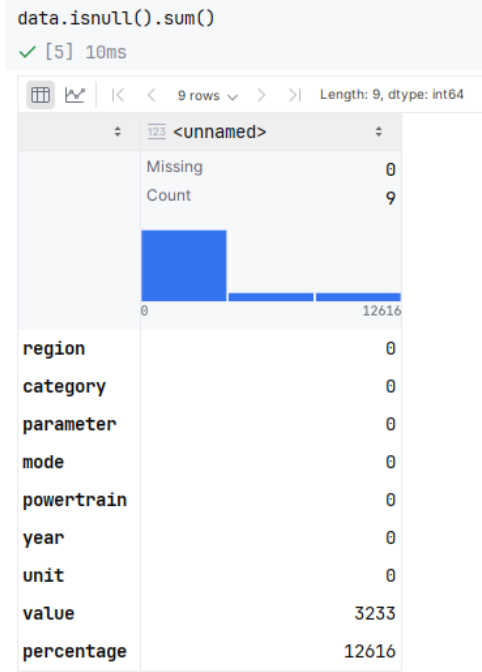 data.isnull().sum()
✓ [5] 10ms
9 rows Length: 9, dtype: int64
123 <unnamed>
Missing 0
Count 9
0 12616
region 0
category 0
parameter 0
mode 0
powertrain 0
year 0
unit 0
value 3233
percentage 12616